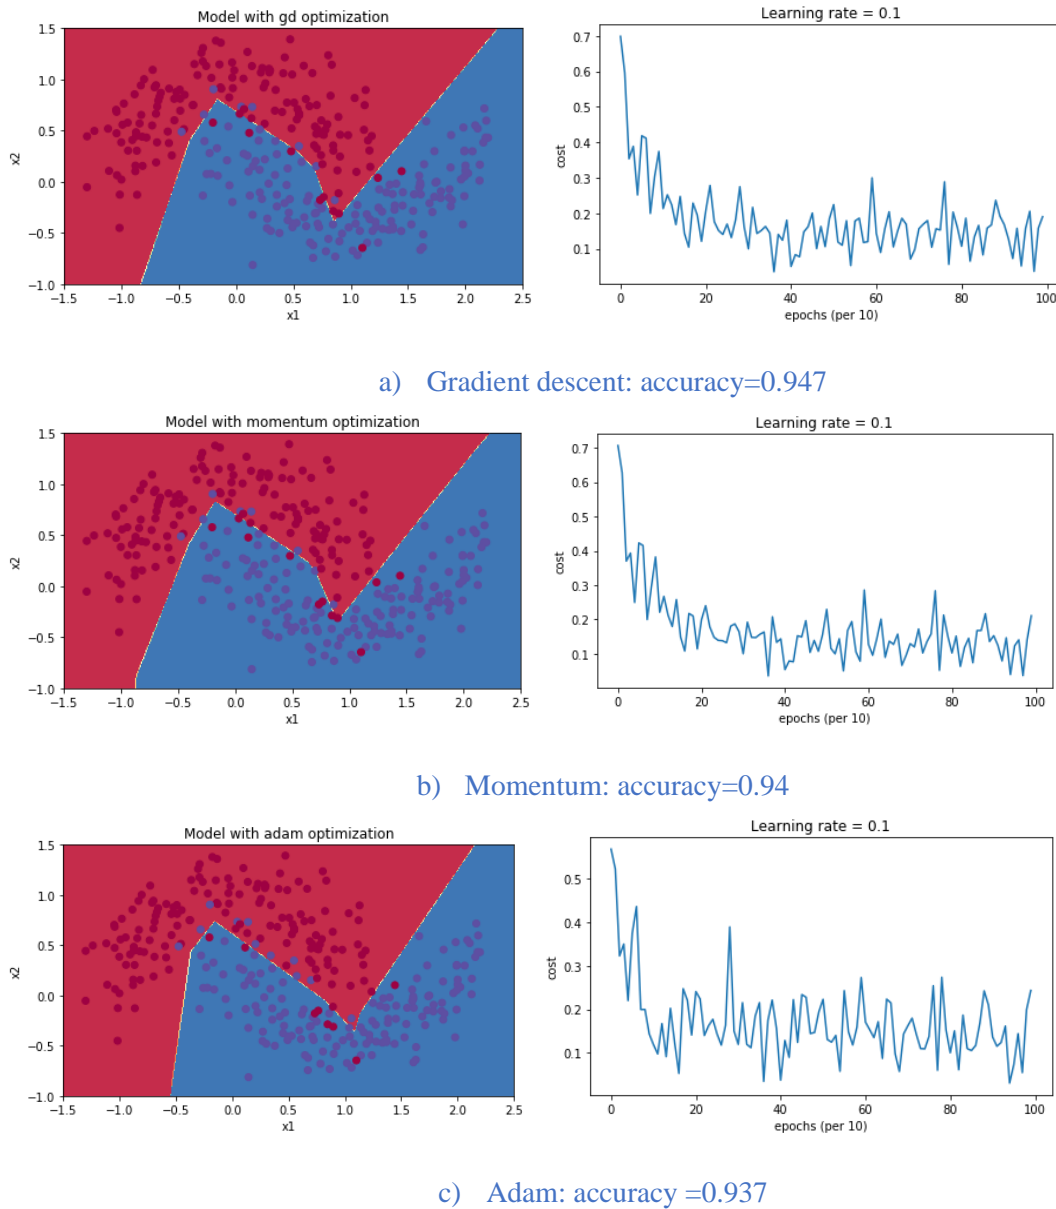 Model with gd optimization
1.5
1.0
0.5
0.0
−0.5
−1.0
x2
−1.5 −1.0 −0.5 0.0 0.5 1.0 1.5 2.0 2.5
x1
Learning rate = 0.1
0.7
0.6
0.5
0.4
0.3
0.2
0.1
cost
0 20 40 60 80 100
epochs (per 10)
a) Gradient descent: accuracy=0.947
Model with momentum optimization
1.5
1.0
0.5
0.0
−0.5
−1.0
x2
−1.5 −1.0 −0.5 0.0 0.5 1.0 1.5 2.0 2.5
x1
Learning rate = 0.1
0.7
0.6
0.5
0.4
0.3
0.2
0.1
cost
0 20 40 60 80 100
epochs (per 10)
b) Momentum: accuracy=0.94
Model with adam optimization
1.5
1.0
0.5
0.0
−0.5
−1.0
x2
−1.5 −1.0 −0.5 0.0 0.5 1.0 1.5 2.0 2.5
x1
Learning rate = 0.1
0.5
0.4
0.3
0.2
0.1
cost
0 20 40 60 80 100
epochs (per 10)
c) Adam: accuracy =0.937